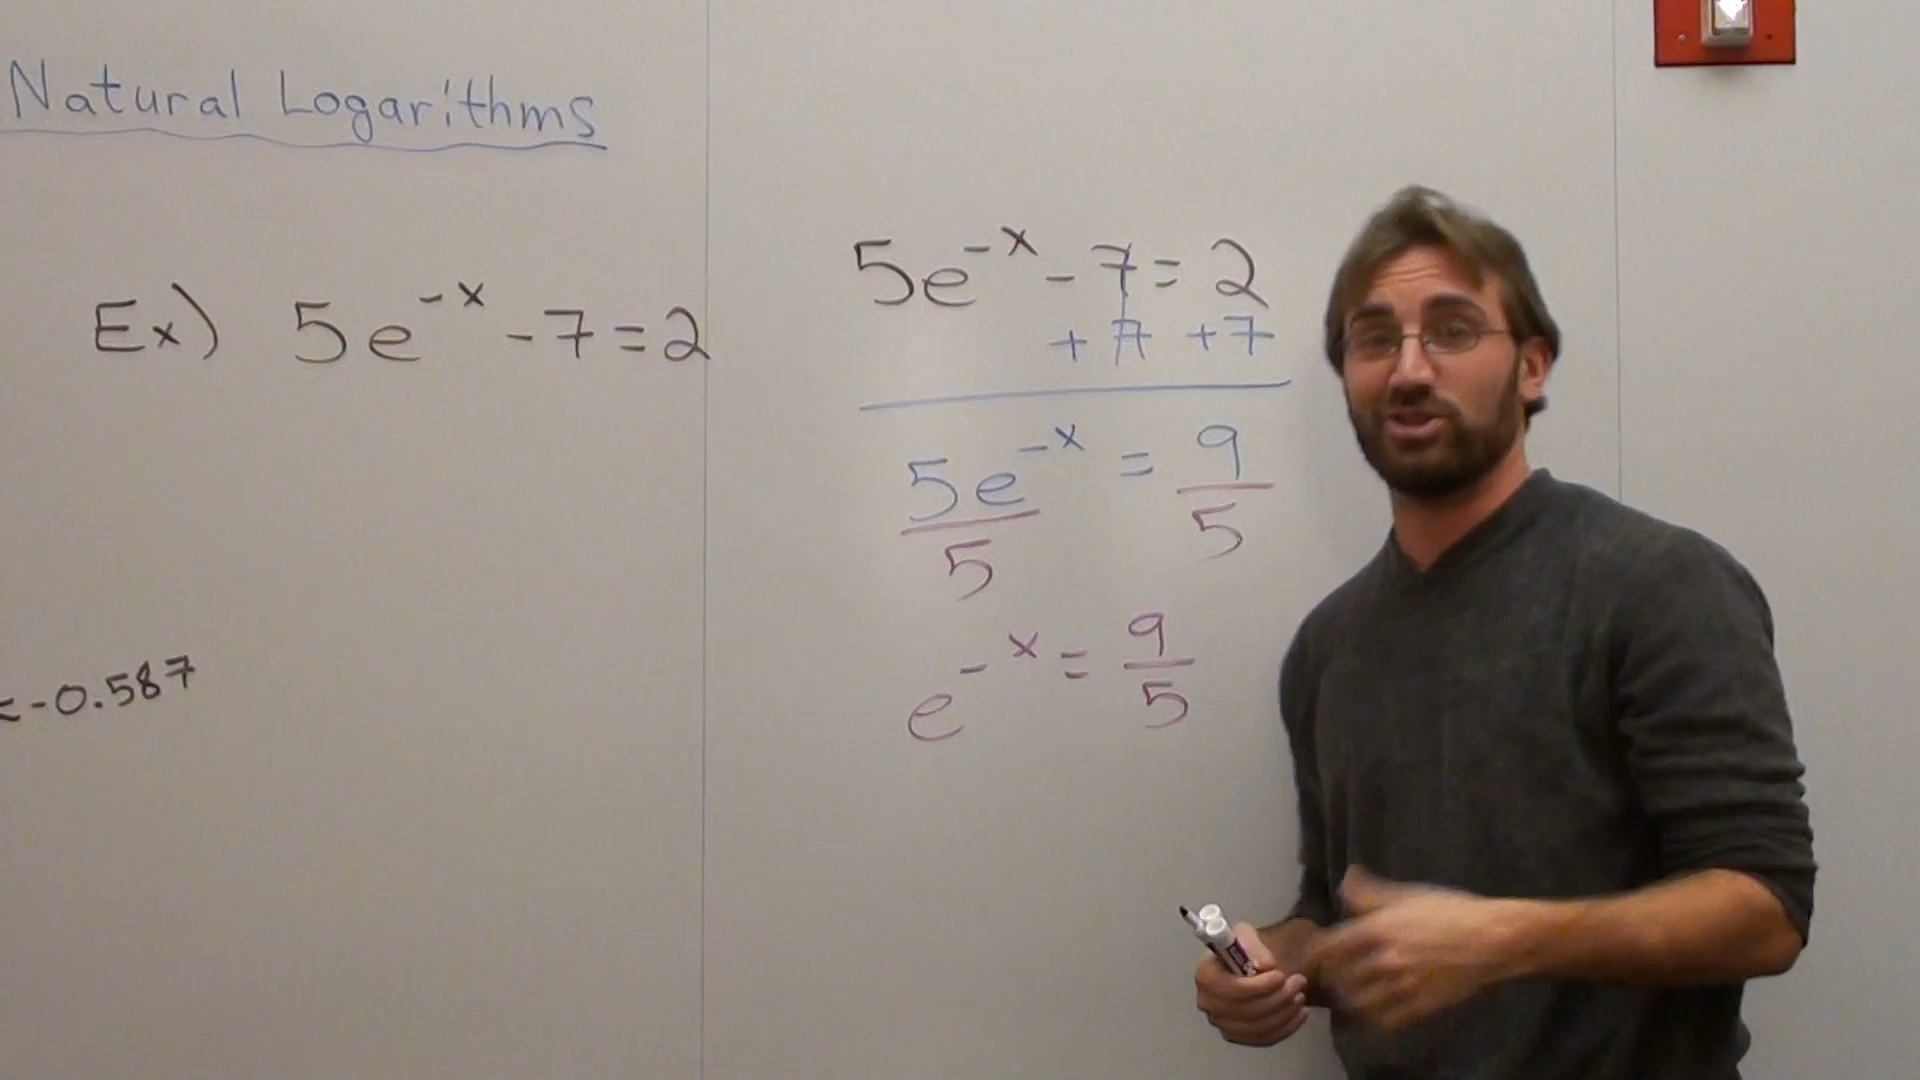 Natural Logarithms
Ex) 5e^-x - 7 = 2
≈ -0.587
5e^-x - 7 = 2
+ 7 + 7
5e^-x / 5 = 9 / 5
e^-x = 9 / 5